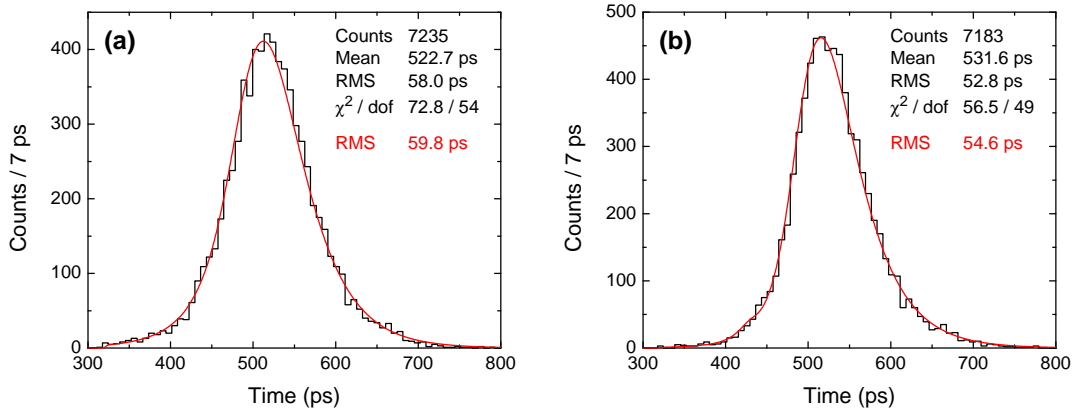 (a)
Counts 7235
Mean 522.7 ps
RMS 58.0 ps
χ² / dof 72.8 / 54
RMS 59.8 ps
400
300
200
100
0
Counts / 7 ps
300 400 500 600 700 800
Time (ps)
(b)
Counts 7183
Mean 531.6 ps
RMS 52.8 ps
χ² / dof 56.5 / 49
RMS 54.6 ps
500
400
300
200
100
0
Counts / 7 ps
300 400 500 600 700 800
Time (ps)